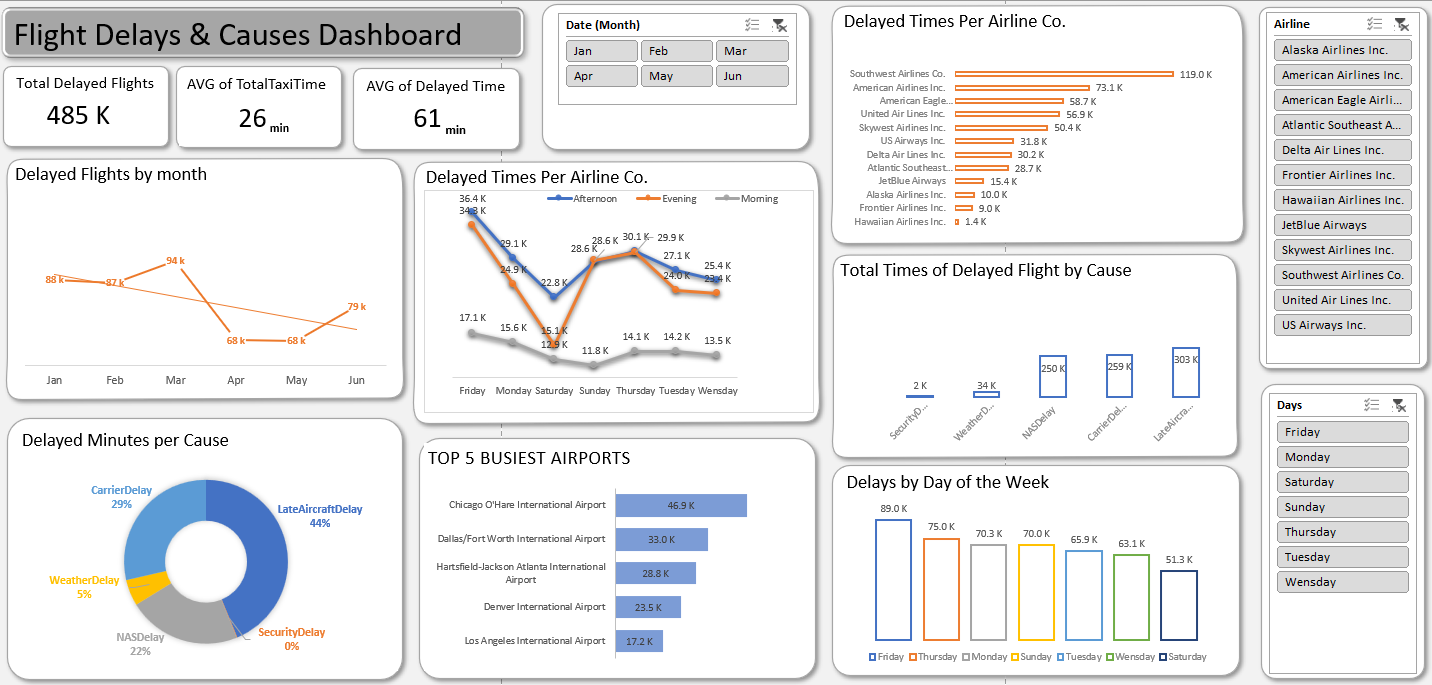 Flight Delays & Causes Dashboard
Total Delayed Flights
485 K
AVG of TotalTaxiTime
26 min
AVG of Delayed Time
61 min
Date (Month)
Jan Feb Mar
Apr May Jun
Delayed Flights by month
88 k 87 k 94 k 68 k 68 k 79 k
Jan Feb Mar Apr May Jun
Delayed Times Per Airline Co.
Afternoon Evening Morning
36.4 K 29.1 K 22.8 K 28.6 K 30.1 K 27.1 K 25.4 K
34.3 K 24.9 K 15.1 K 28.6 K 29.9 K 24.0 K 23.4 K
17.1 K 15.6 K 12.9 K 11.8 K 14.1 K 14.2 K 13.5 K
Friday Monday Saturday Sunday Thursday Tuesday Wensday
Delayed Minutes per Cause
CarrierDelay
29%
LateAircraftDelay
44%
WeatherDelay
5%
SecurityDelay
0%
NASDelay
22%
TOP 5 BUSIEST AIRPORTS
Chicago O'Hare International Airport 46.9 K
Dallas/Fort Worth International Airport 33.0 K
Hartsfield-Jackson Atlanta International
Airport 28.8 K
Denver International Airport 23.5 K
Los Angeles International Airport 17.2 K
Delayed Times Per Airline Co.
Southwest Airlines Co. 119.0 K
American Airlines Inc. 73.1 K
American Eagle... 58.7 K
United Air Lines Inc. 56.9 K
Skywest Airlines Inc. 50.4 K
US Airways Inc. 31.8 K
Delta Air Lines Inc. 30.2 K
Atlantic Southeast... 28.7 K
JetBlue Airways 15.4 K
Alaska Airlines Inc. 10.0 K
Frontier Airlines Inc. 9.0 K
Hawaiian Airlines Inc. 1.4 K
Total Times of Delayed Flight by Cause
2 K 34 K 250 K 259 K 303 K
SecurityD... WeatherD... NASDelay CarrierDel... LateAircra...
Delays by Day of the Week
89.0 K 75.0 K 70.3 K 70.0 K 65.9 K 63.1 K 51.3 K
Friday Thursday Monday Sunday Tuesday Wensday Saturday
Airline
Alaska Airlines Inc.
American Airlines Inc.
American Eagle Airli...
Atlantic Southeast A...
Delta Air Lines Inc.
Frontier Airlines Inc.
Hawaiian Airlines Inc.
JetBlue Airways
Skywest Airlines Inc.
Southwest Airlines Co.
United Air Lines Inc.
US Airways Inc.
Days
Friday
Monday
Saturday
Sunday
Thursday
Tuesday
Wensday